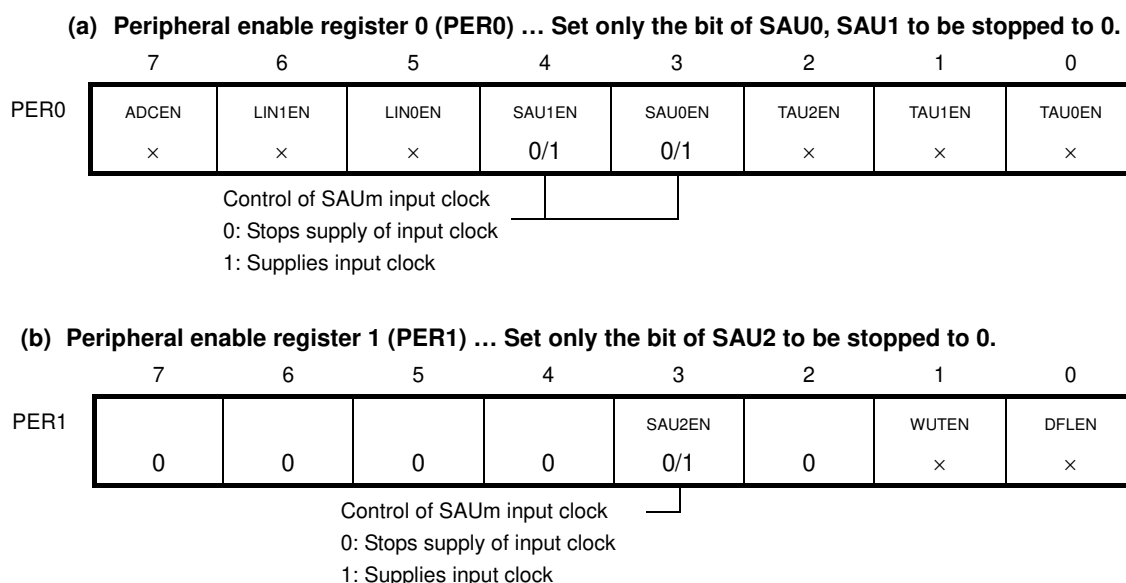 (a) Peripheral enable register 0 (PER0) … Set only the bit of SAU0, SAU1 to be stopped to 0.
7 6 5 4 3 2 1 0
PER0 ADCEN LIN1EN LIN0EN SAU1EN SAU0EN TAU2EN TAU1EN TAU0EN
× × × 0/1 0/1 × × ×
Control of SAUm input clock
0: Stops supply of input clock
1: Supplies input clock
(b) Peripheral enable register 1 (PER1) … Set only the bit of SAU2 to be stopped to 0.
7 6 5 4 3 2 1 0
PER1 SAU2EN WUTEN DFLEN
0 0 0 0 0/1 0 × ×
Control of SAUm input clock
0: Stops supply of input clock
1: Supplies input clock